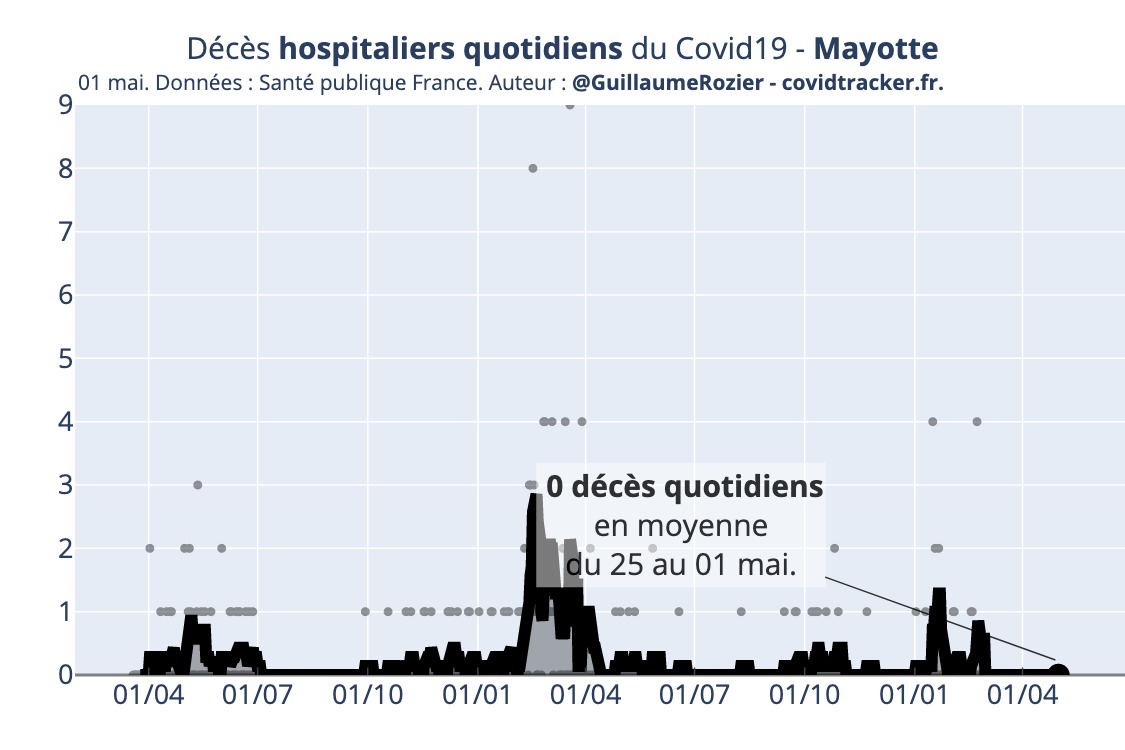 Décès hospitaliers quotidiens du Covid19 - Mayotte
01 mai. Données : Santé publique France. Auteur : @GuillaumeRozier - covidtracker.fr.
9
8
7
6
5
4
3
2
1
0
0 décès quotidiens
en moyenne
du 25 au 01 mai.
01/04 01/07 01/10 01/01 01/04 01/07 01/10 01/01 01/04